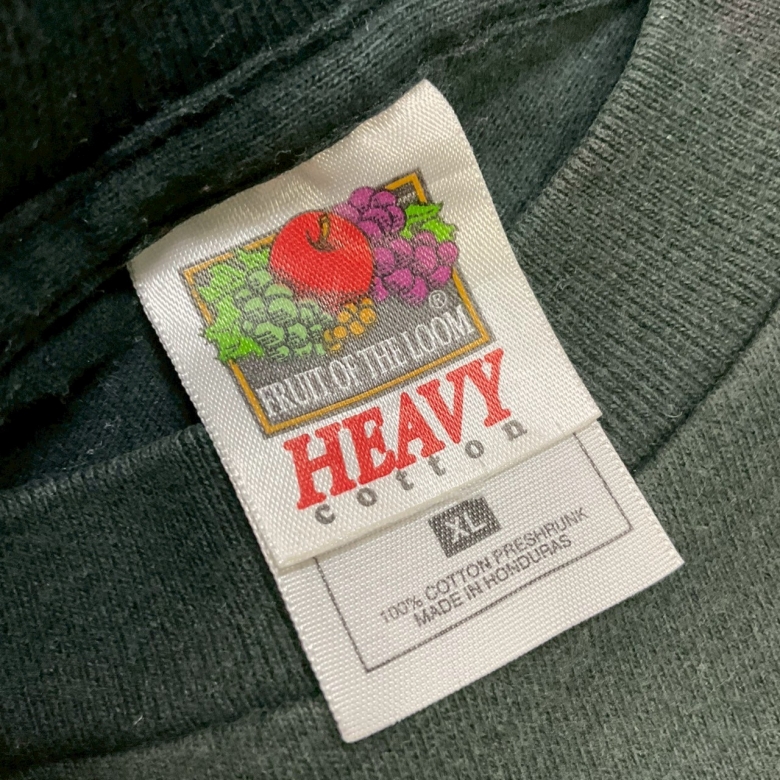 ®
FRUIT OF THE LOOM
HEAVY
cotton
XL
100% COTTON PRESHRUNK
MADE IN HONDURAS